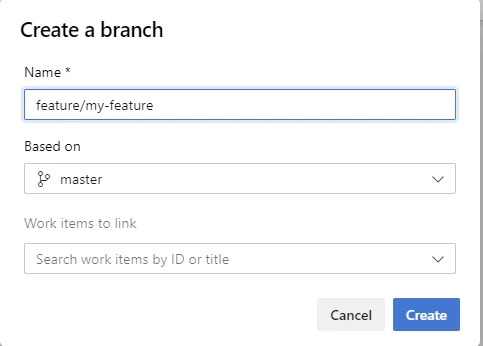 Create a branch
Name *
feature/my-feature
Based on
master
Work items to link
Search work items by ID or title
Cancel
Create